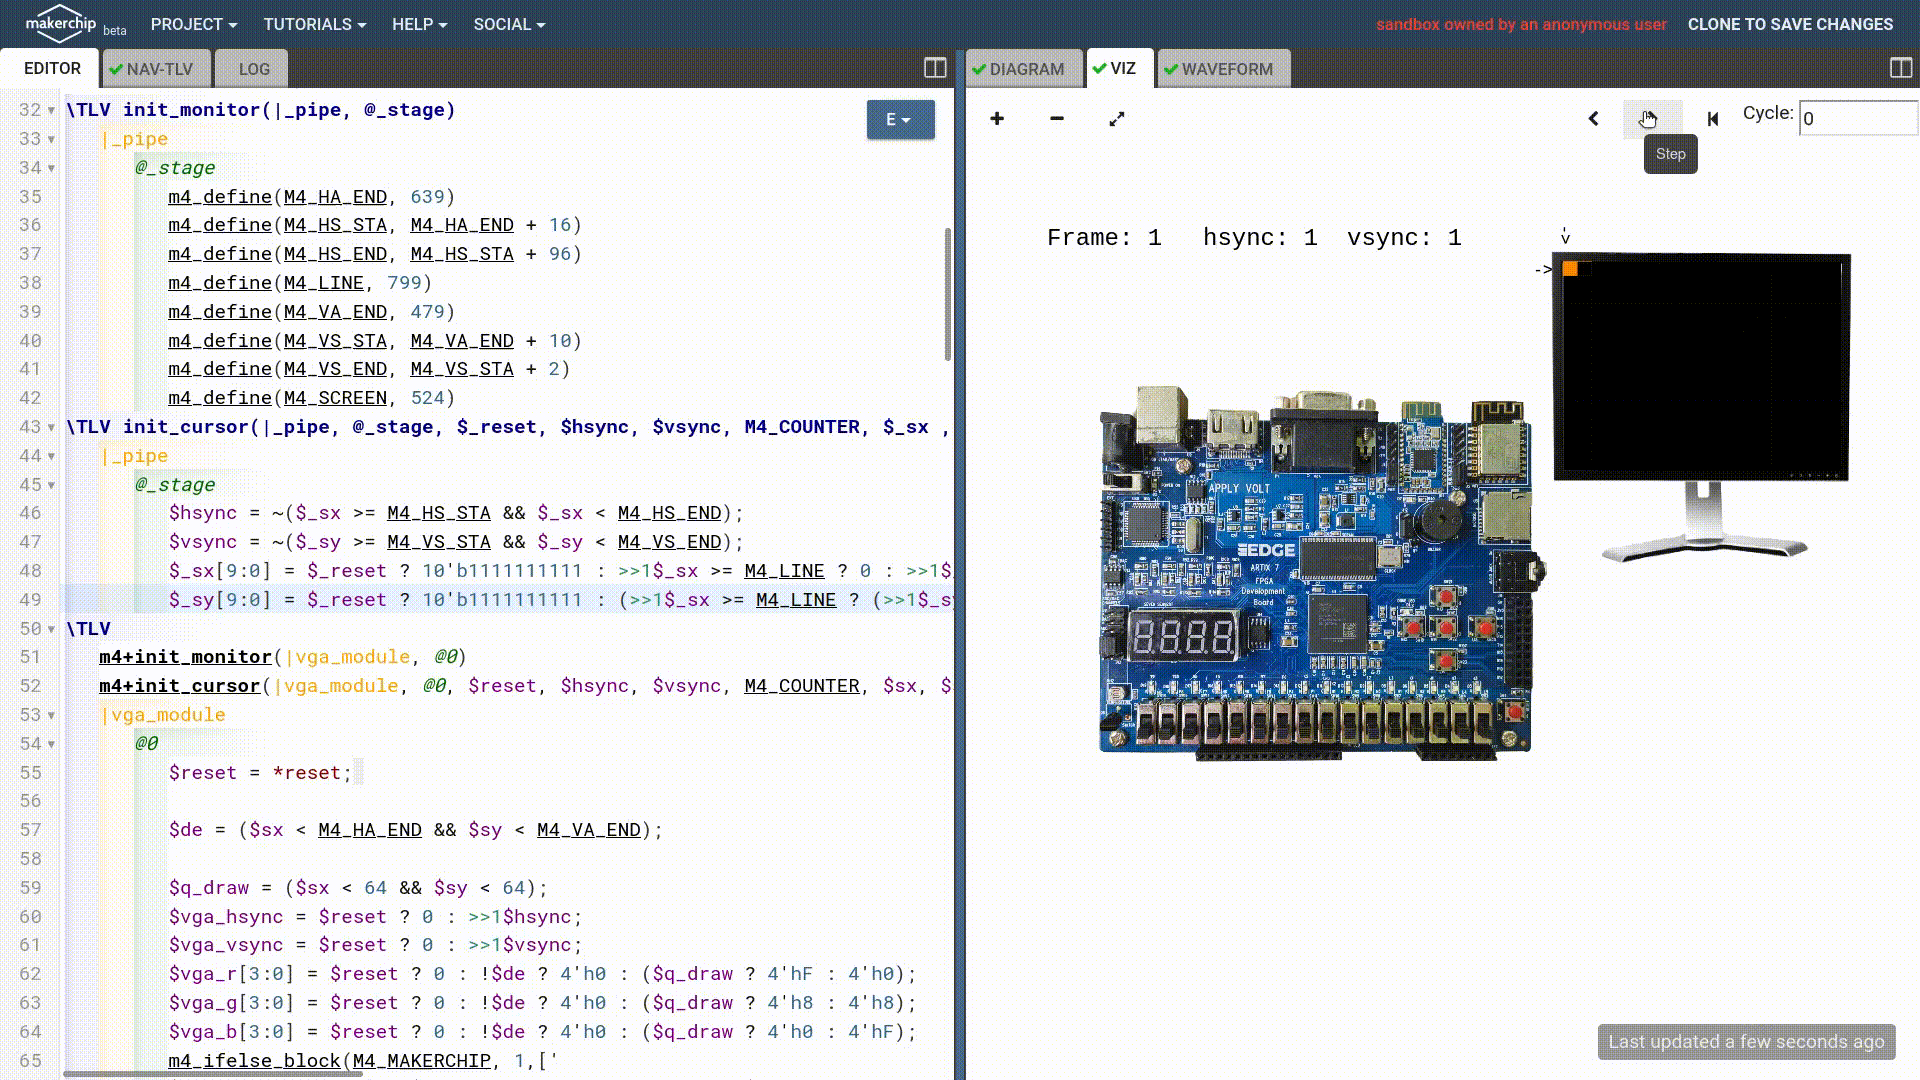 makerchip beta PROJECT TUTORIALS HELP SOCIAL sandbox owned by an anonymous user CLONE TO SAVE CHANGES
EDITOR NAV-TLV LOG
32 \TLV init_monitor(|_pipe, @_stage)
33 |_pipe
34 @_stage
35 m4_define(M4_HA_END, 639)
36 m4_define(M4_HS_STA, M4_HA_END + 16)
37 m4_define(M4_HS_END, M4_HS_STA + 96)
38 m4_define(M4_LINE, 799)
39 m4_define(M4_VA_END, 479)
40 m4_define(M4_VS_STA, M4_VA_END + 10)
41 m4_define(M4_VS_END, M4_VS_STA + 2)
42 m4_define(M4_SCREEN, 524)
43 \TLV init_cursor(|_pipe, @_stage, $_reset, $hsync, $vsync, M4_COUNTER, $_sx ,
44 |_pipe
45 @_stage
46 $hsync = ~($_sx >= M4_HS_STA && $_sx < M4_HS_END);
47 $vsync = ~($_sy >= M4_VS_STA && $_sy < M4_VS_END);
48 $_sx[9:0] = $_reset ? 10'b1111111111 : >>1$_sx >= M4_LINE ? 0 : >>1$
49 $_sy[9:0] = $_reset ? 10'b1111111111 : (>>1$_sx >= M4_LINE ? (>>1$_s
50 \TLV
51 m4+init_monitor(|vga_module, @0)
52 m4+init_cursor(|vga_module, @0, $reset, $hsync, $vsync, M4_COUNTER, $sx, $
53 |vga_module
54 @0
55 $reset = *reset;
56
57 $de = ($sx < M4_HA_END && $sy < M4_VA_END);
58
59 $q_draw = ($sx < 64 && $sy < 64);
60 $vga_hsync = $reset ? 0 : >>1$hsync;
61 $vga_vsync = $reset ? 0 : >>1$vsync;
62 $vga_r[3:0] = $reset ? 0 : !$de ? 4'h0 : ($q_draw ? 4'hF : 4'h0);
63 $vga_g[3:0] = $reset ? 0 : !$de ? 4'h0 : ($q_draw ? 4'h8 : 4'h8);
64 $vga_b[3:0] = $reset ? 0 : !$de ? 4'h0 : ($q_draw ? 4'h0 : 4'hF);
65 m4_ifelse_block(M4_MAKERCHIP, 1,['
E
DIAGRAM VIZ WAVEFORM
Cycle: 0
Step
Frame: 1 hsync: 1 vsync: 1
v
->
APPLY VOLT
EDGE
ARTIX 7
FPGA
Development
Board
8.8.8.8.
Last updated a few seconds ago